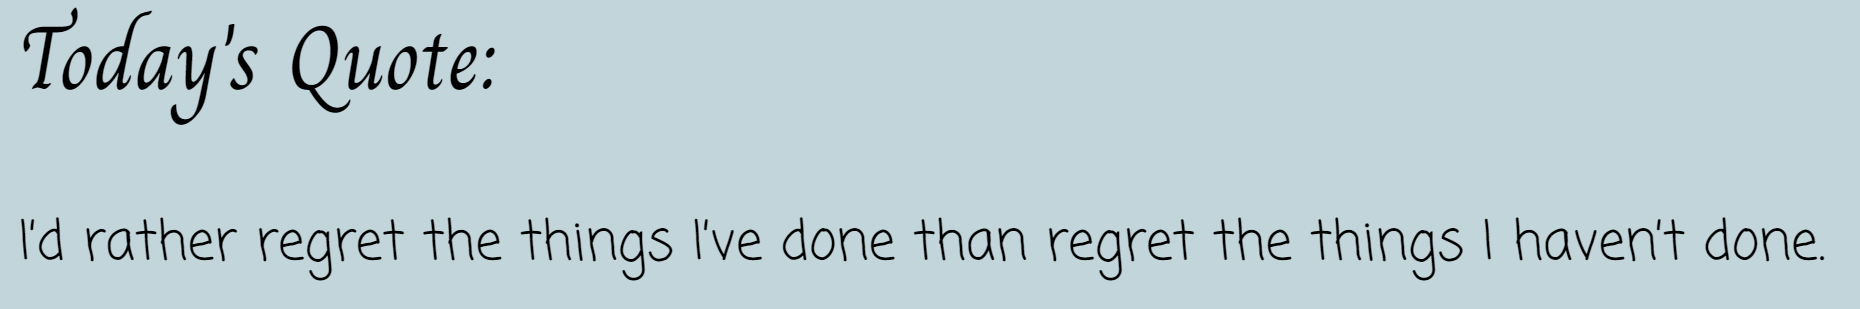 Today's Quote:
I'd rather regret the things I've done than regret the things I haven't done.